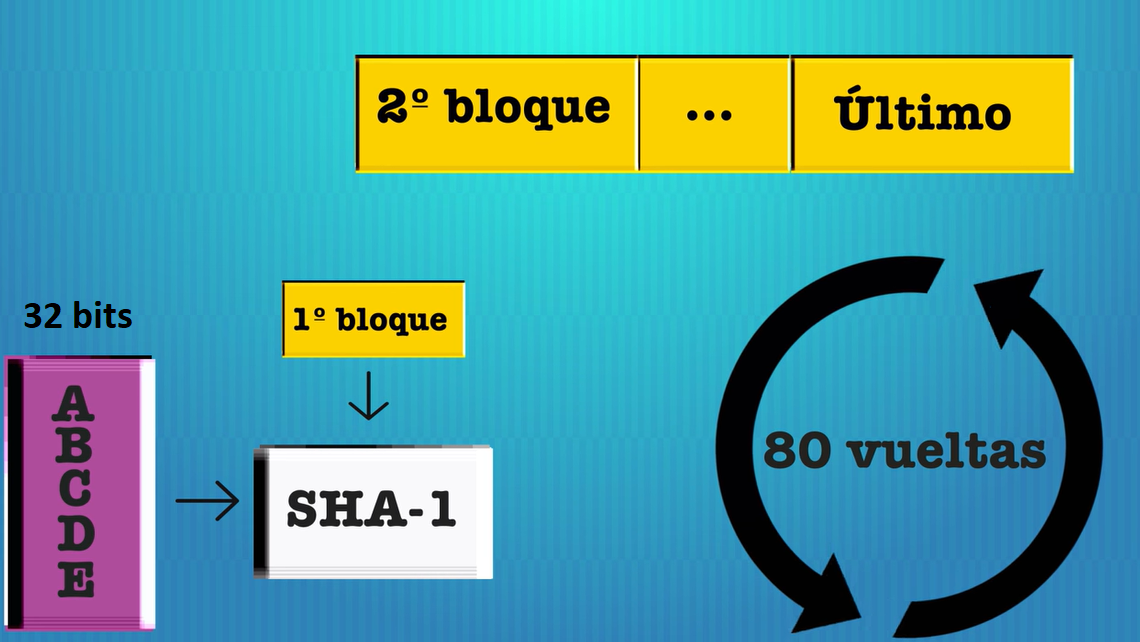 2º bloque
...
Último
32 bits
1º bloque
A
B
C
D
E
SHA-1
80 vueltas